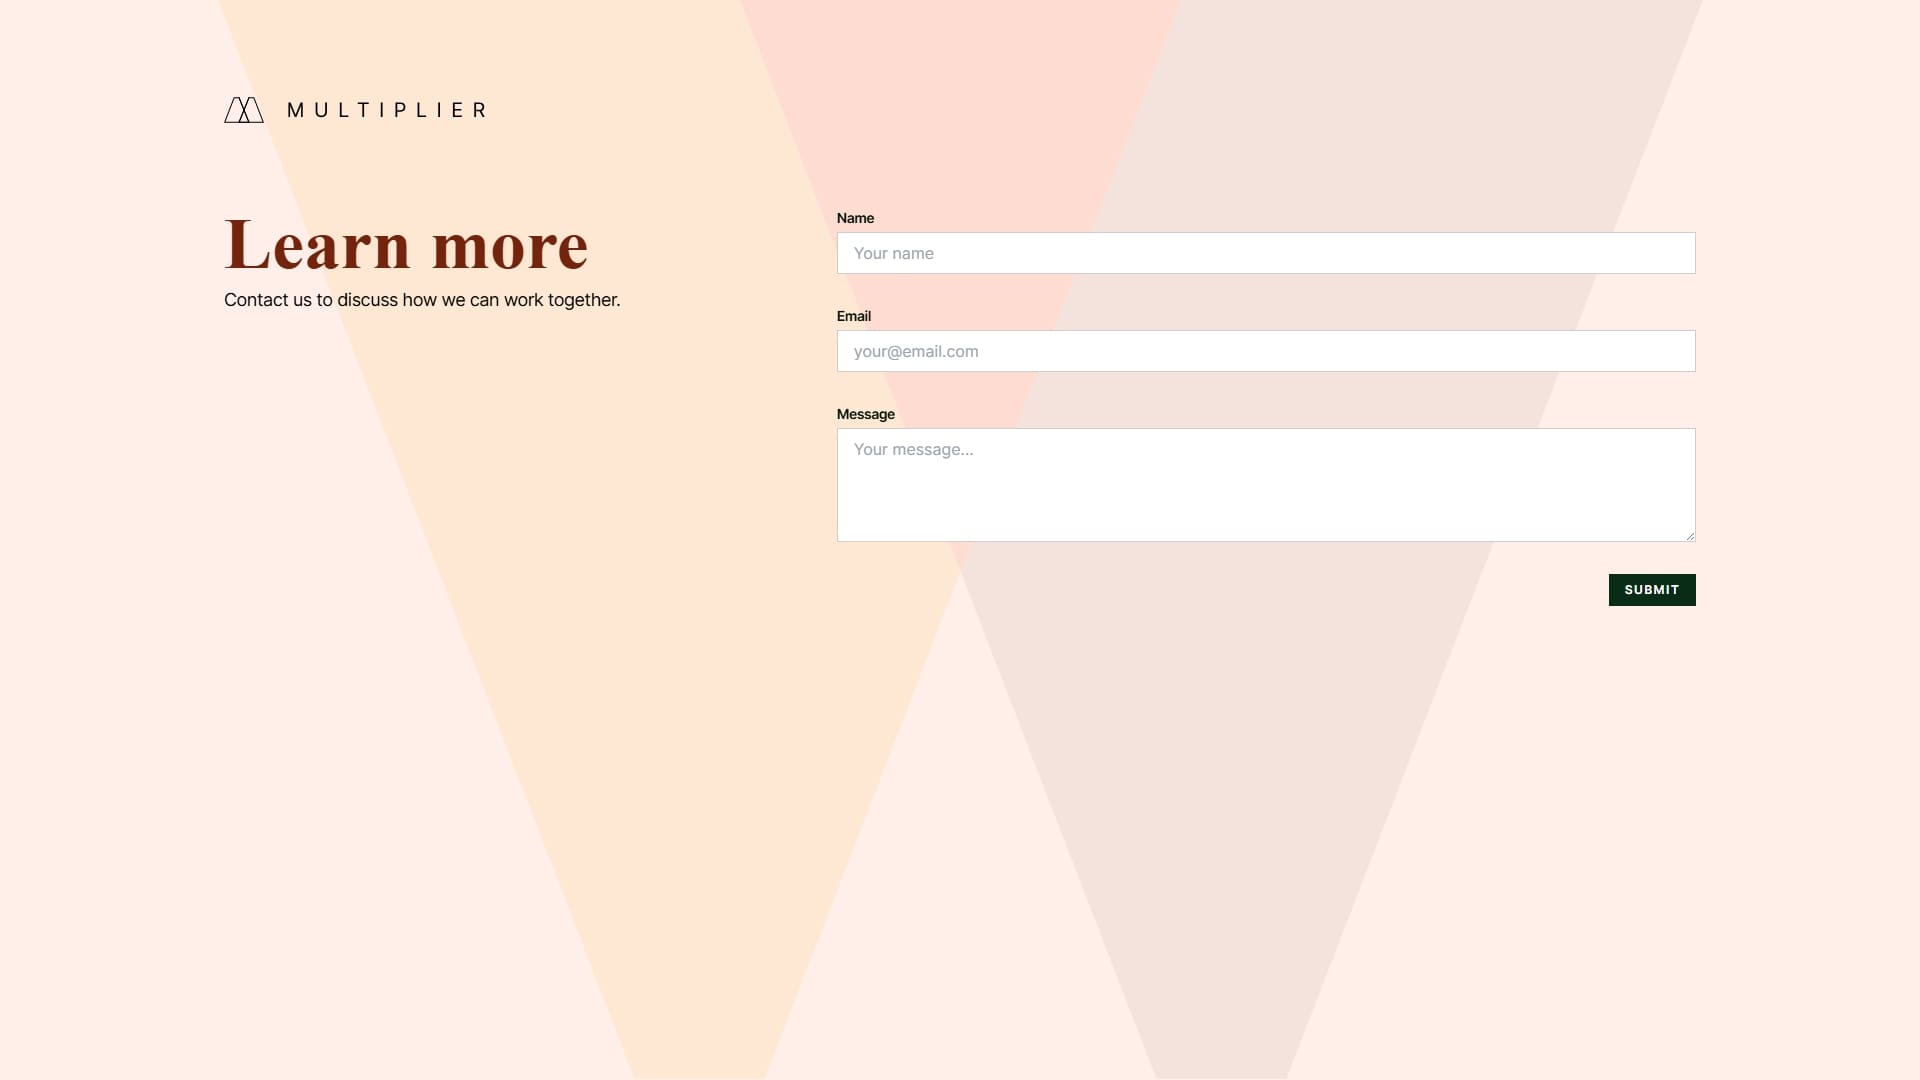 MULTIPLIER
Learn more
Contact us to discuss how we can work together.
Name
Your name
Email
your@email.com
Message
Your message...
SUBMIT